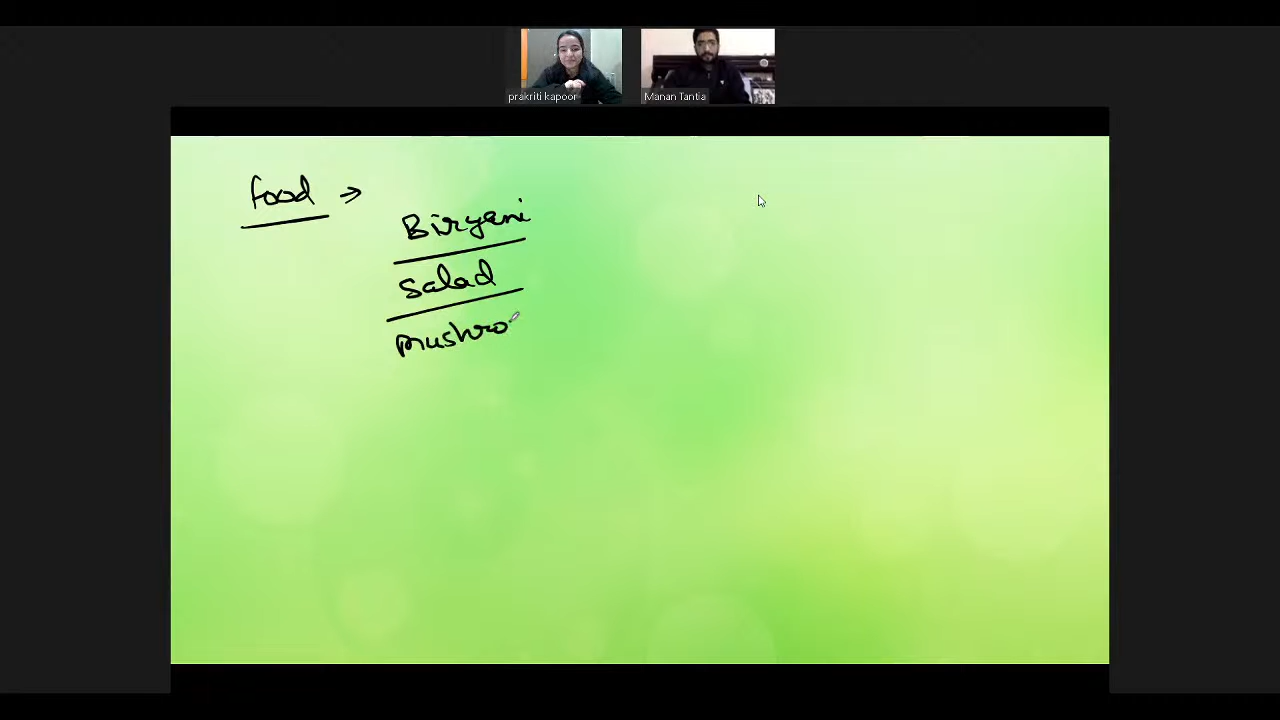 prakriti kapoor
Manan Tantia
food →
Biryani
Salad
mushro